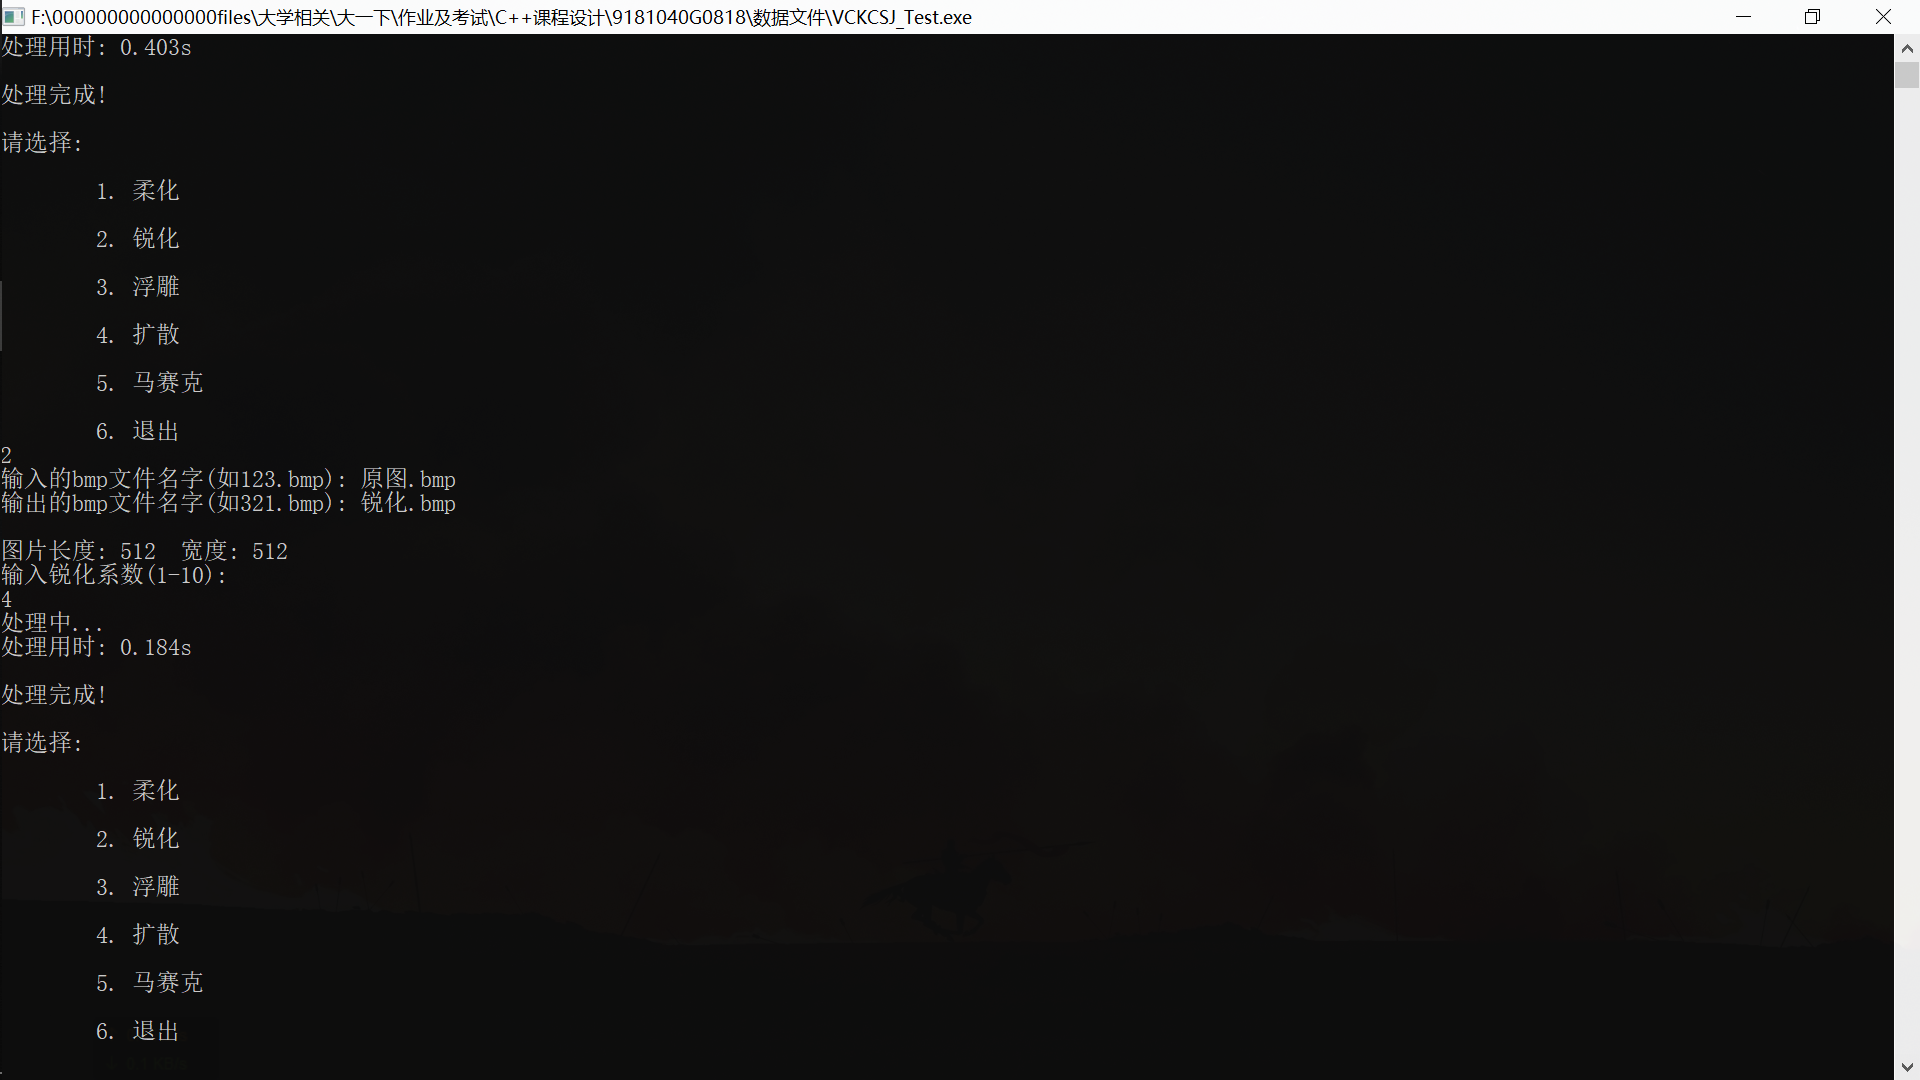 F:\000000000000000files\大学相关\大一下\作业及考试\C++课程设计\9181040G0818\数据文件\VCKCSJ_Test.exe
处理用时: 0.403s
处理完成!
请选择:
1. 柔化
2. 锐化
3. 浮雕
4. 扩散
5. 马赛克
6. 退出
2
输入的bmp文件名字(如123.bmp): 原图.bmp
输出的bmp文件名字(如321.bmp): 锐化.bmp
图片长度: 512  宽度: 512
输入锐化系数(1-10):
4
处理中...
处理用时: 0.184s
处理完成!
请选择:
1. 柔化
2. 锐化
3. 浮雕
4. 扩散
5. 马赛克
6. 退出